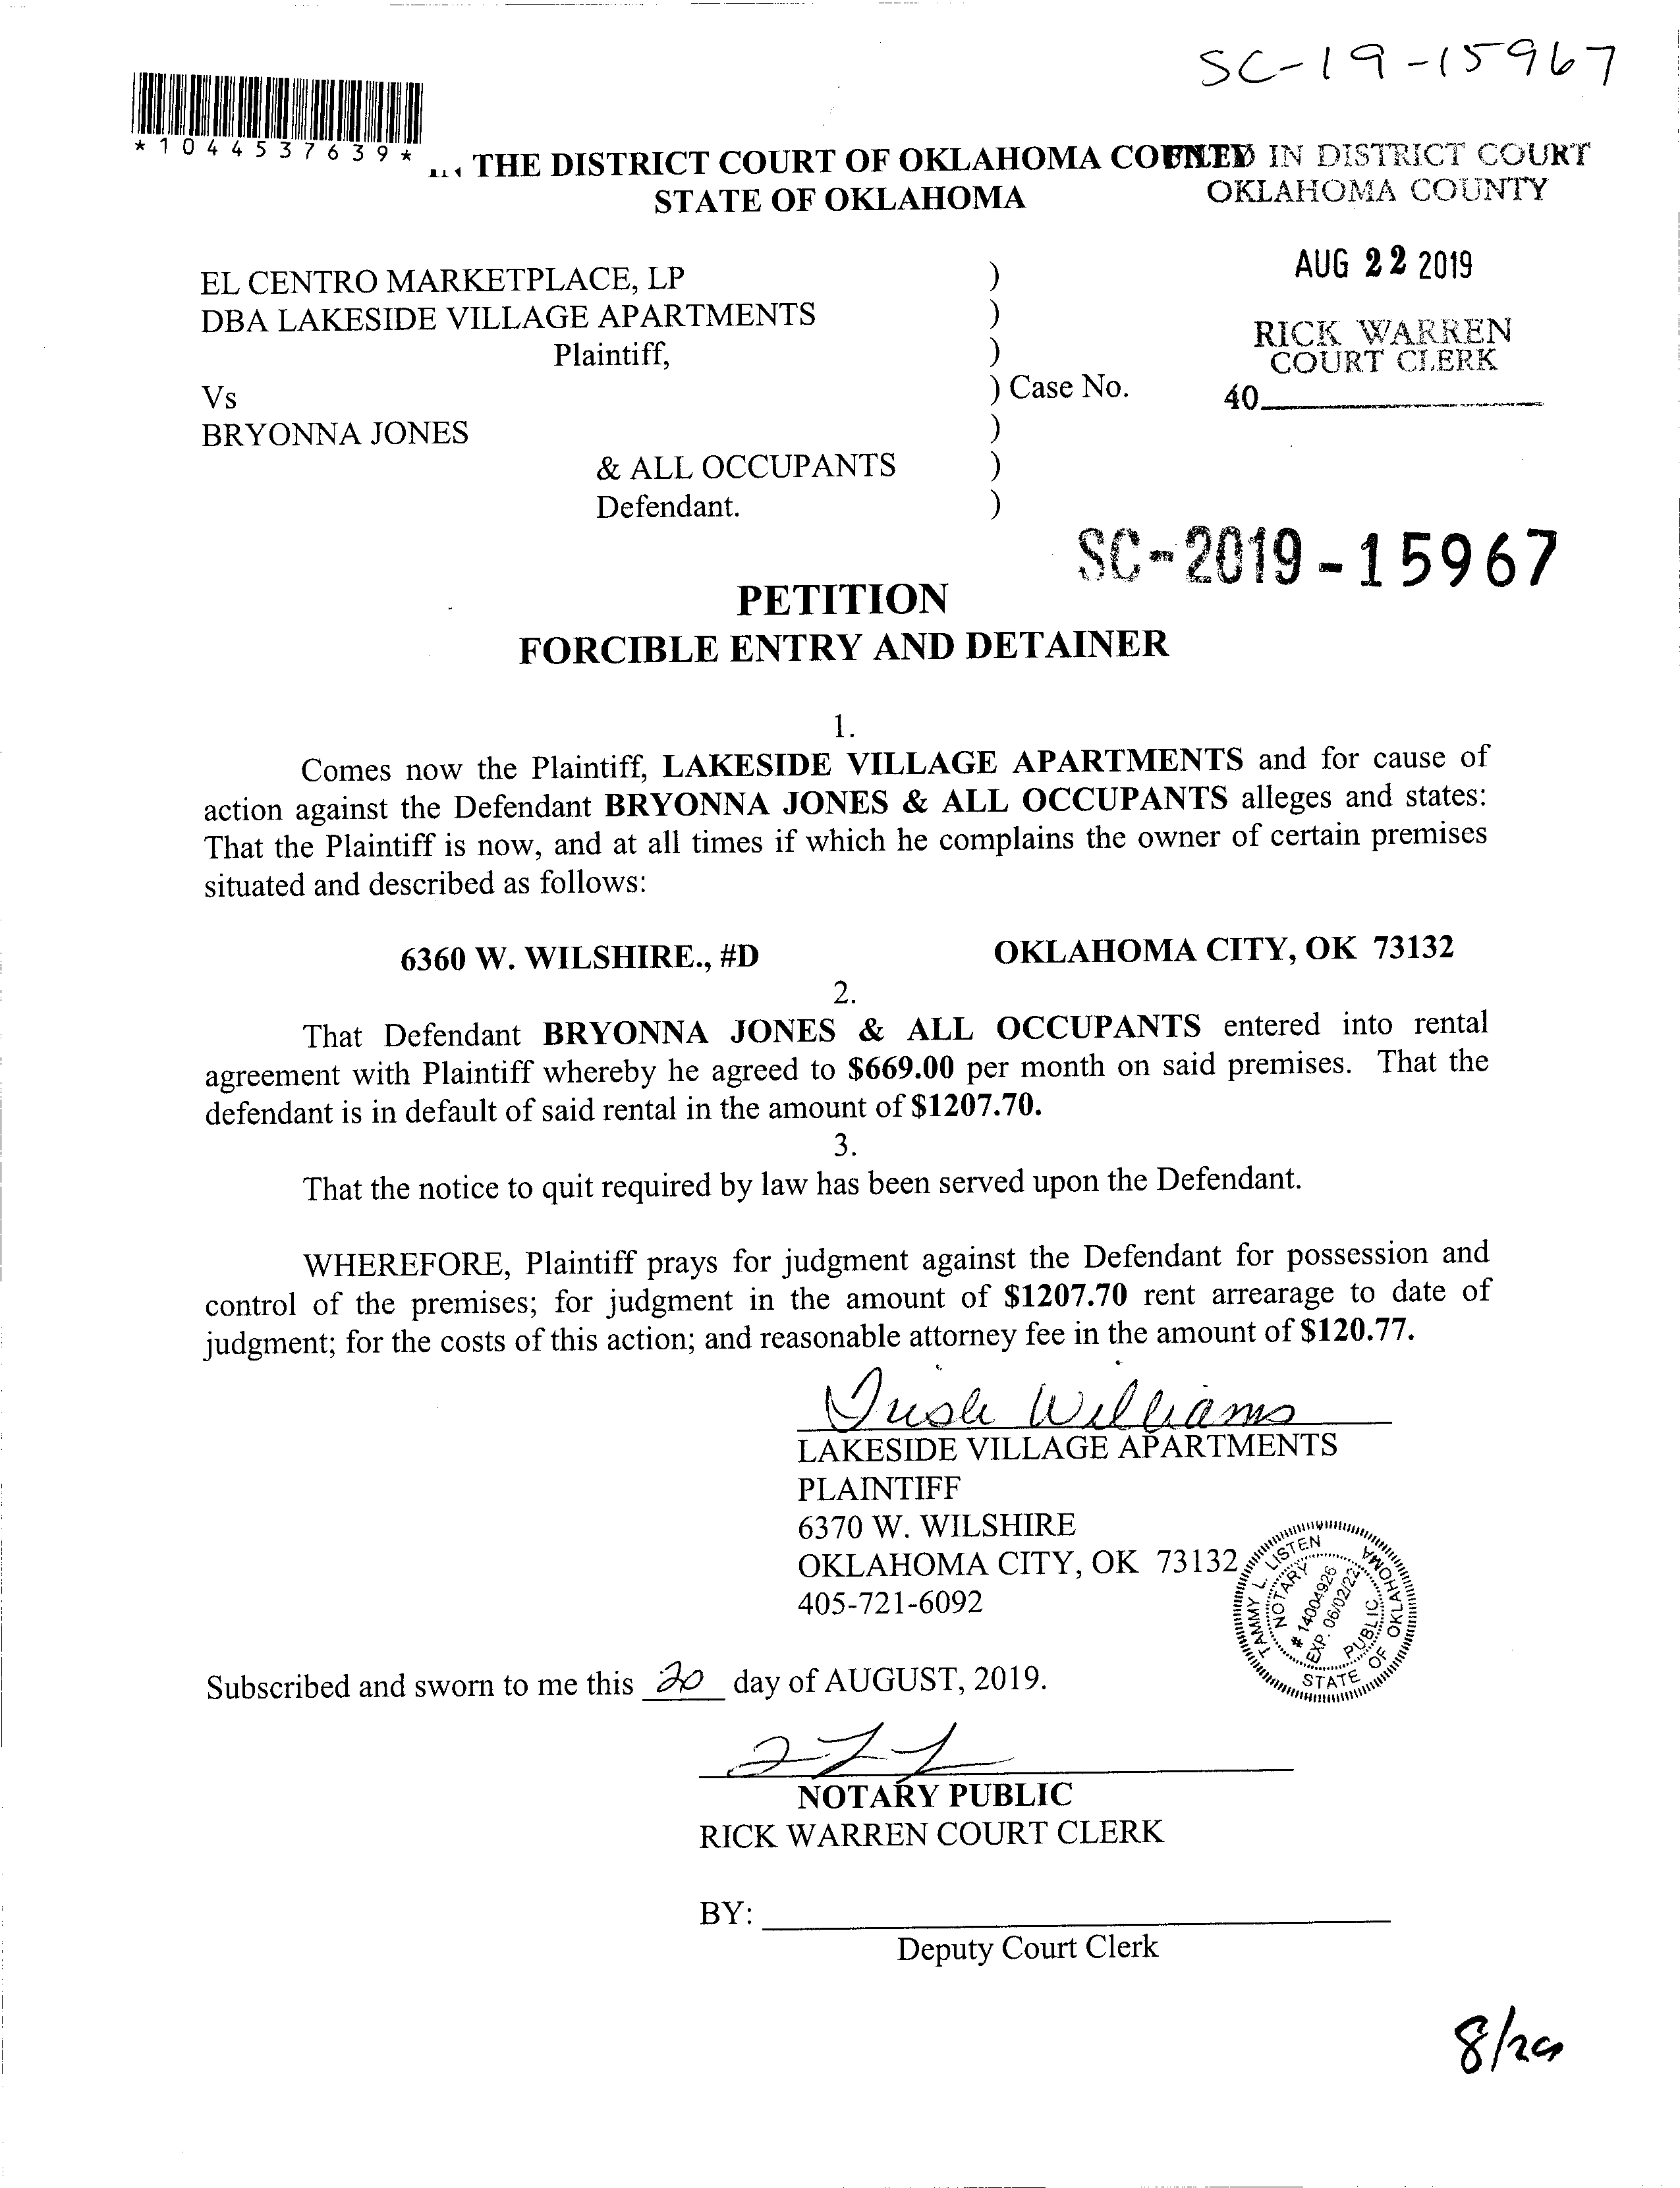 SC-19-15967
*1044537639*
THE DISTRICT COURT OF OKLAHOMA COUNTY
FILED IN DISTRICT COURT
STATE OF OKLAHOMA
OKLAHOMA COUNTY
AUG 22 2019
EL CENTRO MARKETPLACE, LP )
DBA LAKESIDE VILLAGE APARTMENTS )
RICK WARREN
Plaintiff, )
COURT CLERK
Vs ) Case No.
40
BRYONNA JONES )
& ALL OCCUPANTS )
Defendant. )
SC-2019-15967
PETITION
FORCIBLE ENTRY AND DETAINER
1.
Comes now the Plaintiff, LAKESIDE VILLAGE APARTMENTS and for cause of
action against the Defendant BRYONNA JONES & ALL OCCUPANTS alleges and states:
That the Plaintiff is now, and at all times if which he complains the owner of certain premises
situated and described as follows:
6360 W. WILSHIRE., #D OKLAHOMA CITY, OK 73132
2.
That Defendant BRYONNA JONES & ALL OCCUPANTS entered into rental
agreement with Plaintiff whereby he agreed to $669.00 per month on said premises. That the
defendant is in default of said rental in the amount of $1207.70.
3.
That the notice to quit required by law has been served upon the Defendant.
WHEREFORE, Plaintiff prays for judgment against the Defendant for possession and
control of the premises; for judgment in the amount of $1207.70 rent arrearage to date of
judgment; for the costs of this action; and reasonable attorney fee in the amount of $120.77.
Trish Williams
LAKESIDE VILLAGE APARTMENTS
PLAINTIFF
6370 W. WILSHIRE
OKLAHOMA CITY, OK 73132
405-721-6092
TAMMY L. LISTEN
NOTARY
# 14004926
EXP. 06/02/22
PUBLIC
STATE OF OKLAHOMA
Subscribed and sworn to me this 20 day of AUGUST, 2019.
NOTARY PUBLIC
RICK WARREN COURT CLERK
BY:
Deputy Court Clerk